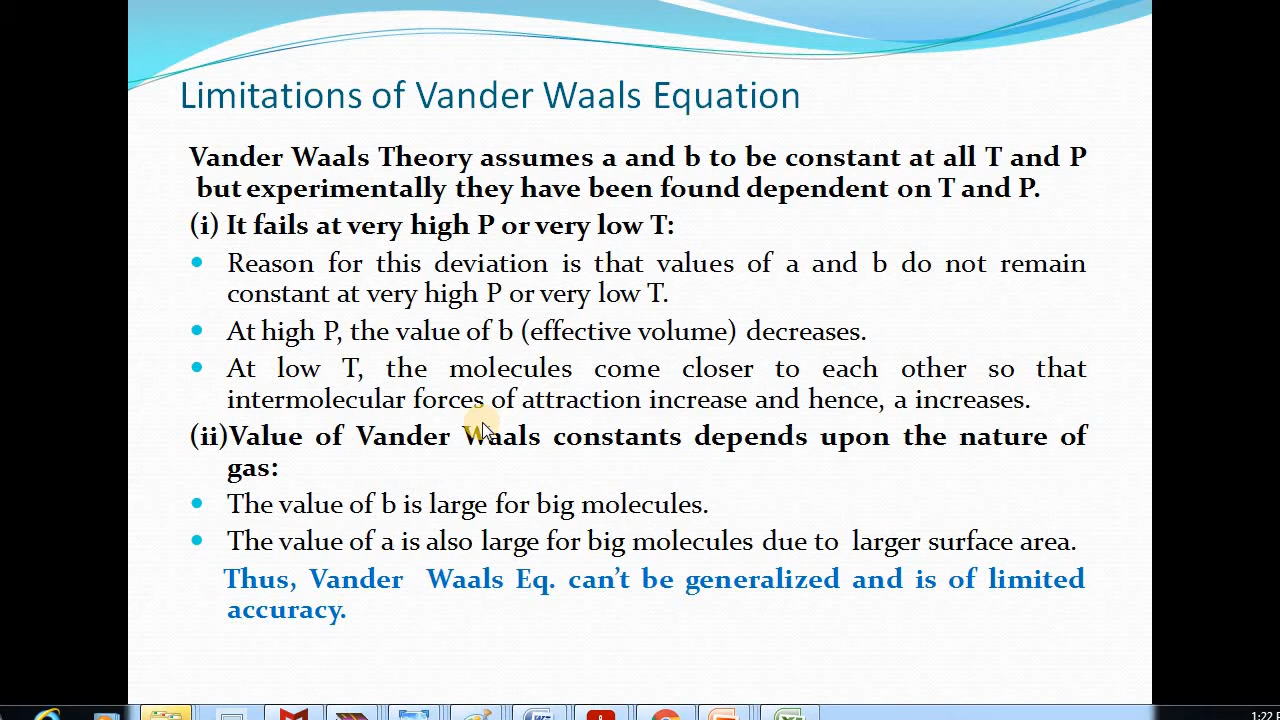 Limitations of Vander Waals Equation
Vander Waals Theory assumes a and b to be constant at all T and P
but experimentally they have been found dependent on T and P.
(i) It fails at very high P or very low T:
Reason for this deviation is that values of a and b do not remain
constant at very high P or very low T.
At high P, the value of b (effective volume) decreases.
At low T, the molecules come closer to each other so that
intermolecular forces of attraction increase and hence, a increases.
(ii)Value of Vander Waals constants depends upon the nature of
gas:
The value of b is large for big molecules.
The value of a is also large for big molecules due to larger surface area.
Thus, Vander Waals Eq. can't be generalized and is of limited
accuracy.
1:22